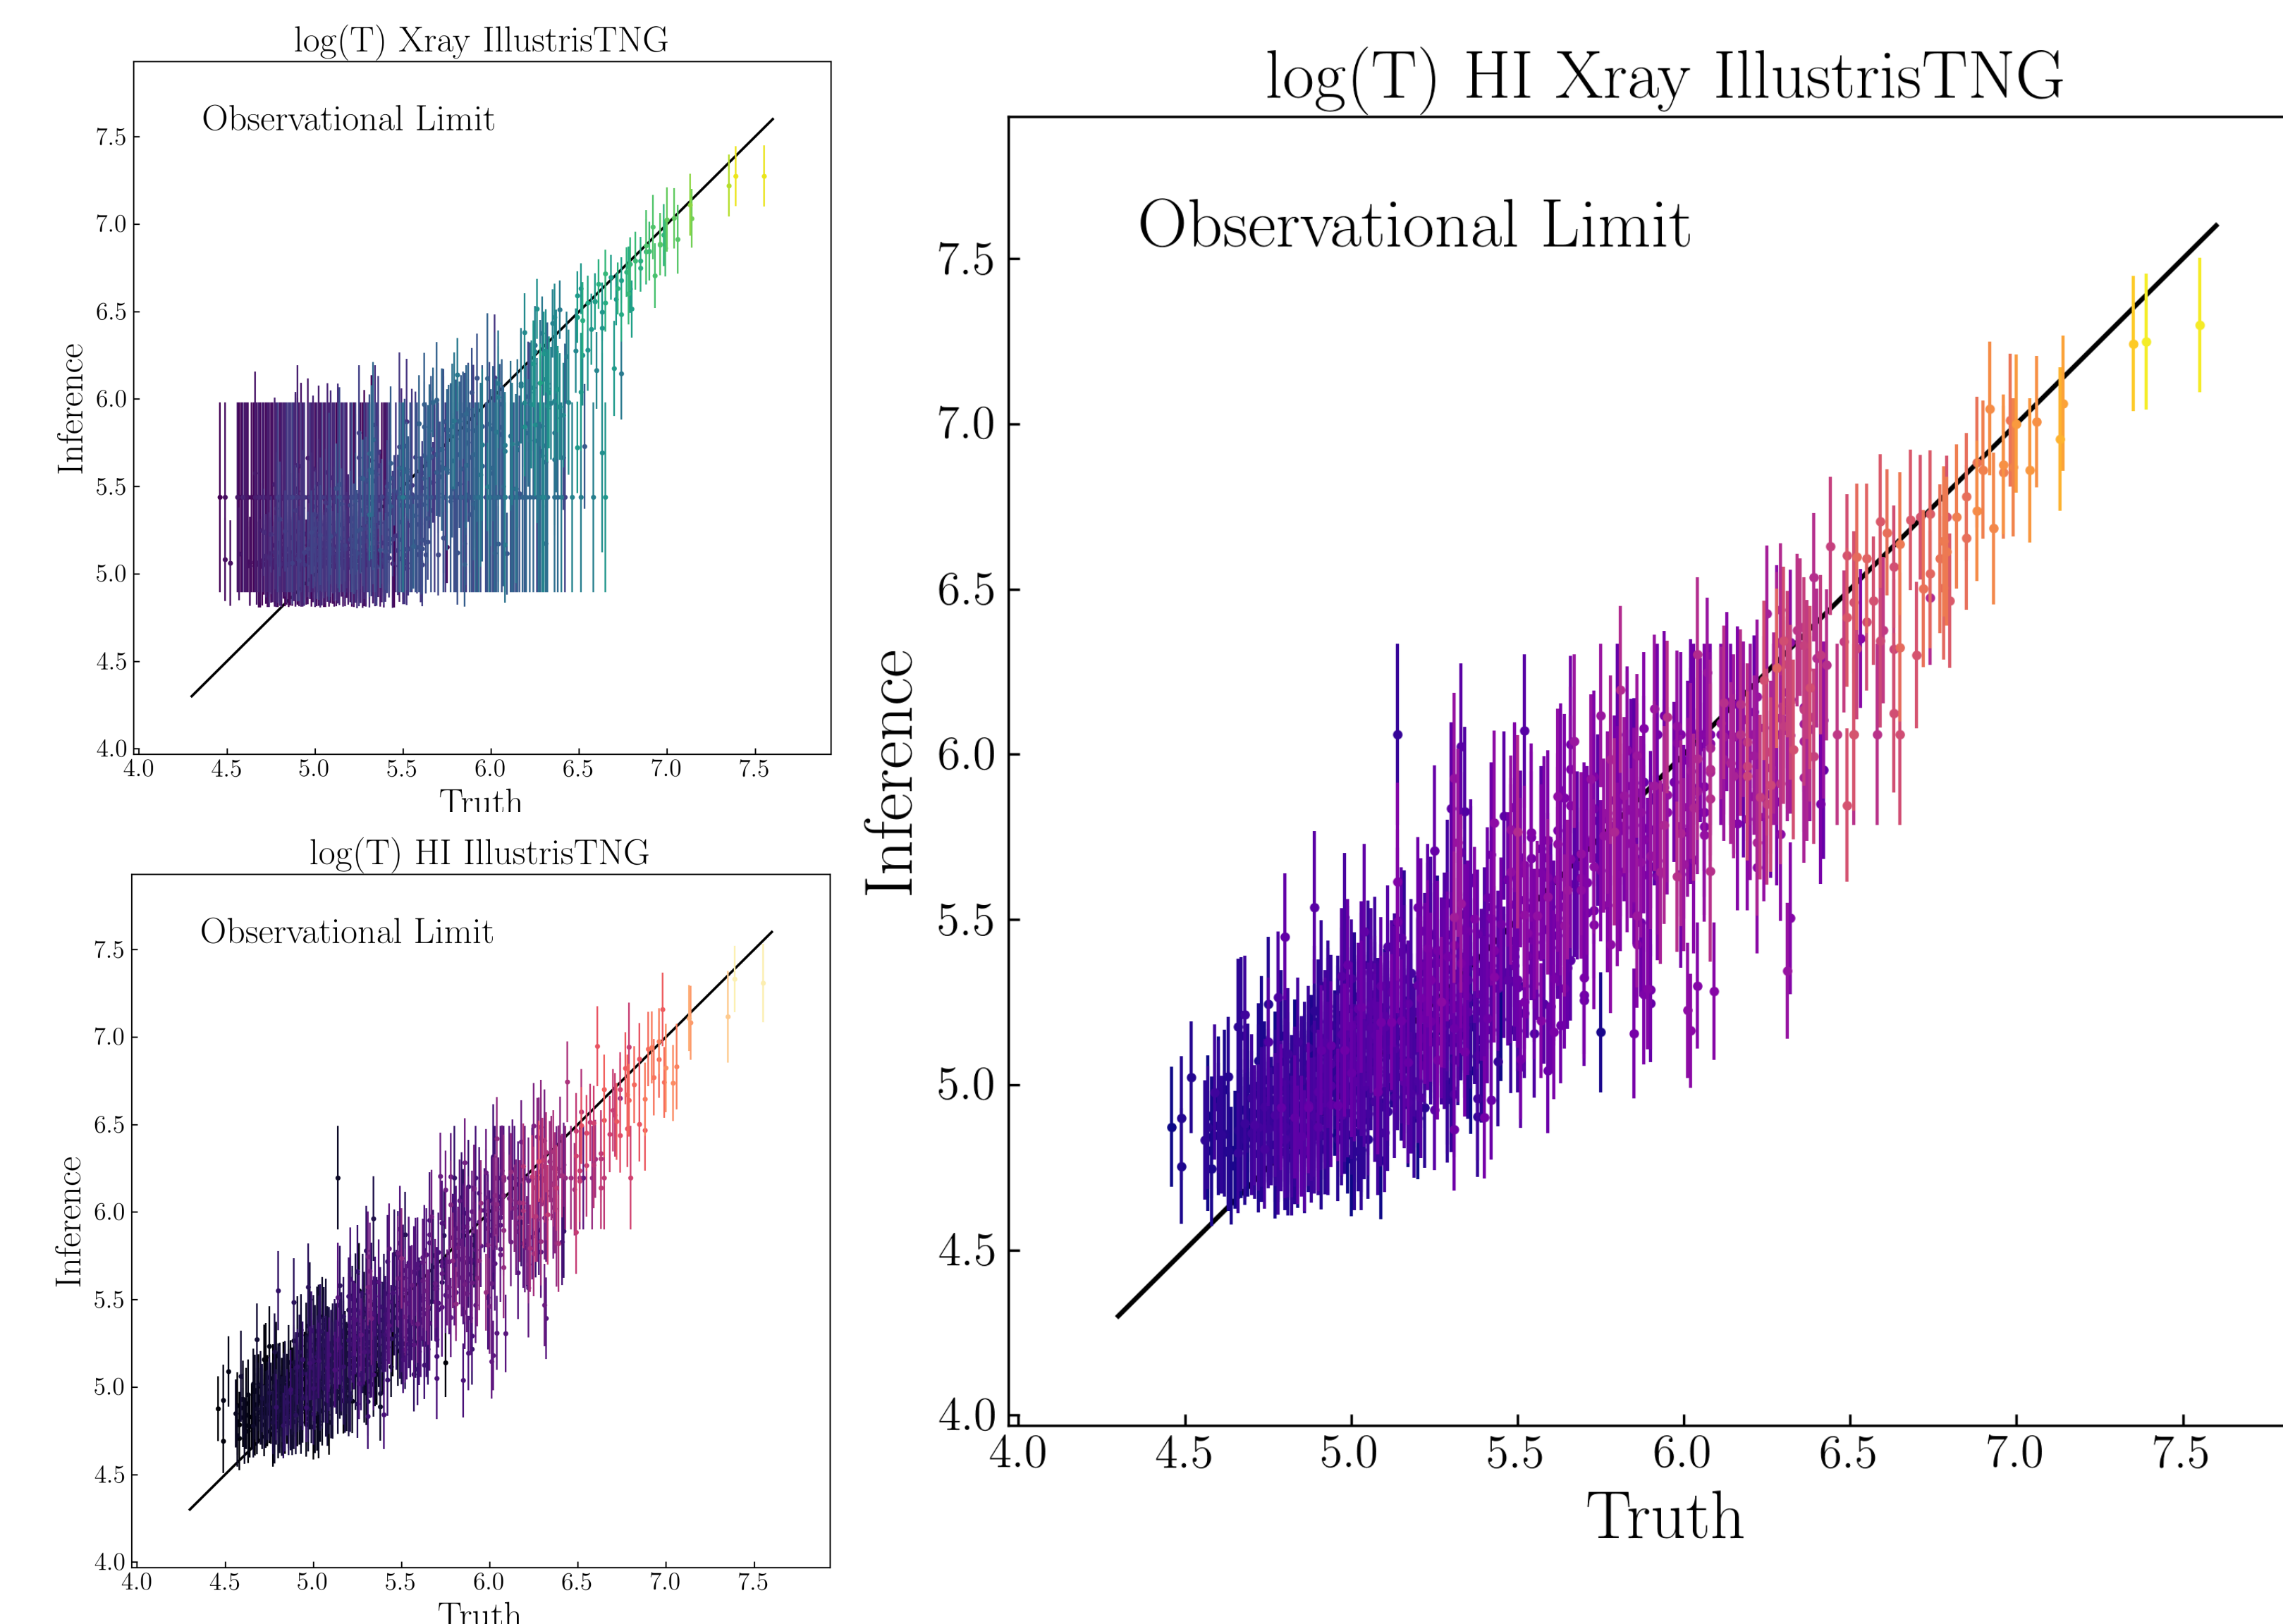 log(T) Xray IllustrisTNG
Observational Limit
7.5
7.0
6.5
6.0
5.5
5.0
4.5
4.0
Inference
4.0 4.5 5.0 5.5 6.0 6.5 7.0 7.5
Truth
log(T) HI IllustrisTNG
Observational Limit
7.5
7.0
6.5
6.0
5.5
5.0
4.5
4.0
Inference
4.0 4.5 5.0 5.5 6.0 6.5 7.0 7.5
Truth
log(T) HI Xray IllustrisTNG
Observational Limit
7.5
7.0
6.5
6.0
5.5
5.0
4.5
4.0
Inference
4.0 4.5 5.0 5.5 6.0 6.5 7.0 7.5
Truth